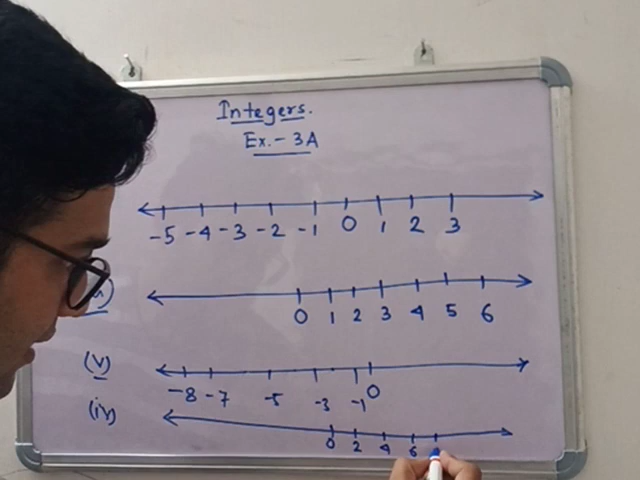 Integers.
Ex.- 3A
-5 -4 -3 -2 -1 0 1 2 3
0 1 2 3 4 5 6
(v)
-8 -7 -5 -3 -1 0
(iv)
0 2 4 6